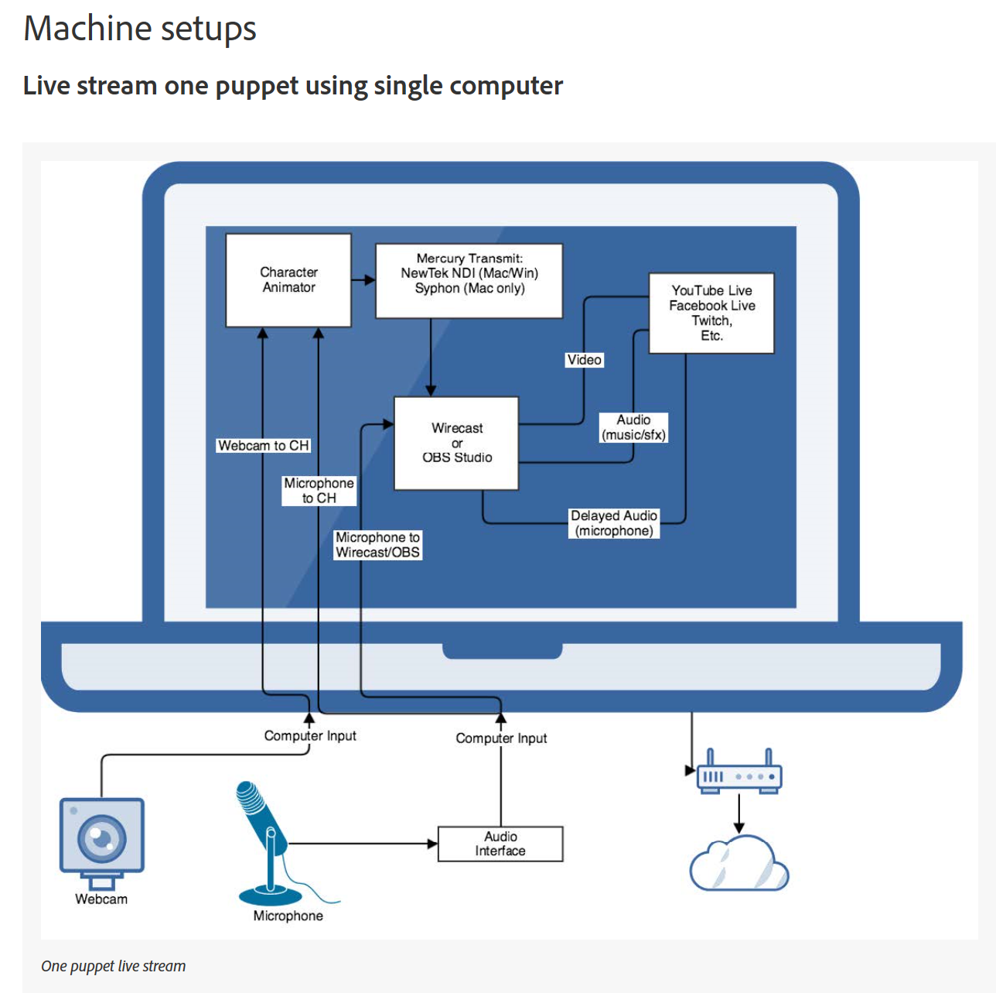 Machine setups
Live stream one puppet using single computer
Character
Animator
Mercury Transmit:
NewTek NDI (Mac/Win)
Syphon (Mac only)
YouTube Live
Facebook Live
Twitch,
Etc.
Video
Wirecast
or
OBS Studio
Audio
(music/sfx)
Webcam to CH
Microphone
to CH
Delayed Audio
(microphone)
Microphone to
Wirecast/OBS
Computer Input
Computer Input
Audio
Interface
Webcam
Microphone
One puppet live stream